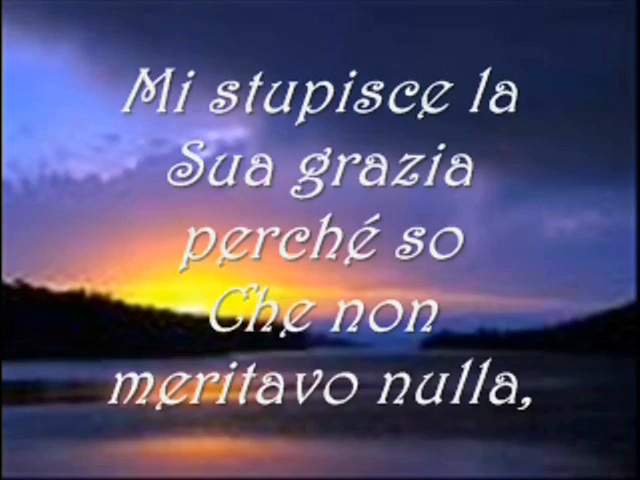 Mi stupisce la
Sua grazia
perché so
Che non
meritavo nulla,